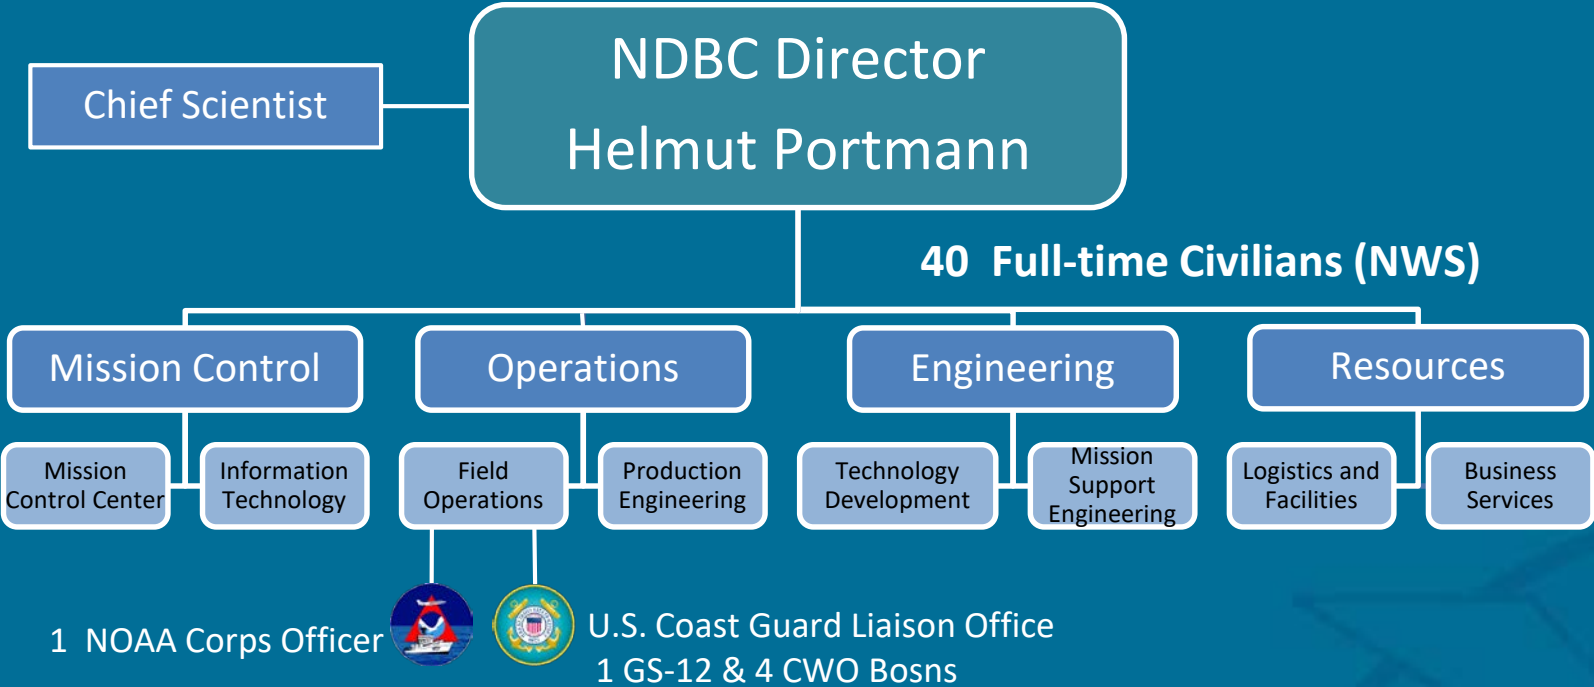 NDBC Director
Helmut Portmann
Chief Scientist
40 Full-time Civilians (NWS)
Mission Control
Operations
Engineering
Resources
Mission
Control Center
Information
Technology
Field
Operations
Production
Engineering
Technology
Development
Mission
Support
Engineering
Logistics and
Facilities
Business
Services
1 NOAA Corps Officer
U.S. Coast Guard Liaison Office
1 GS-12 & 4 CWO Bosns